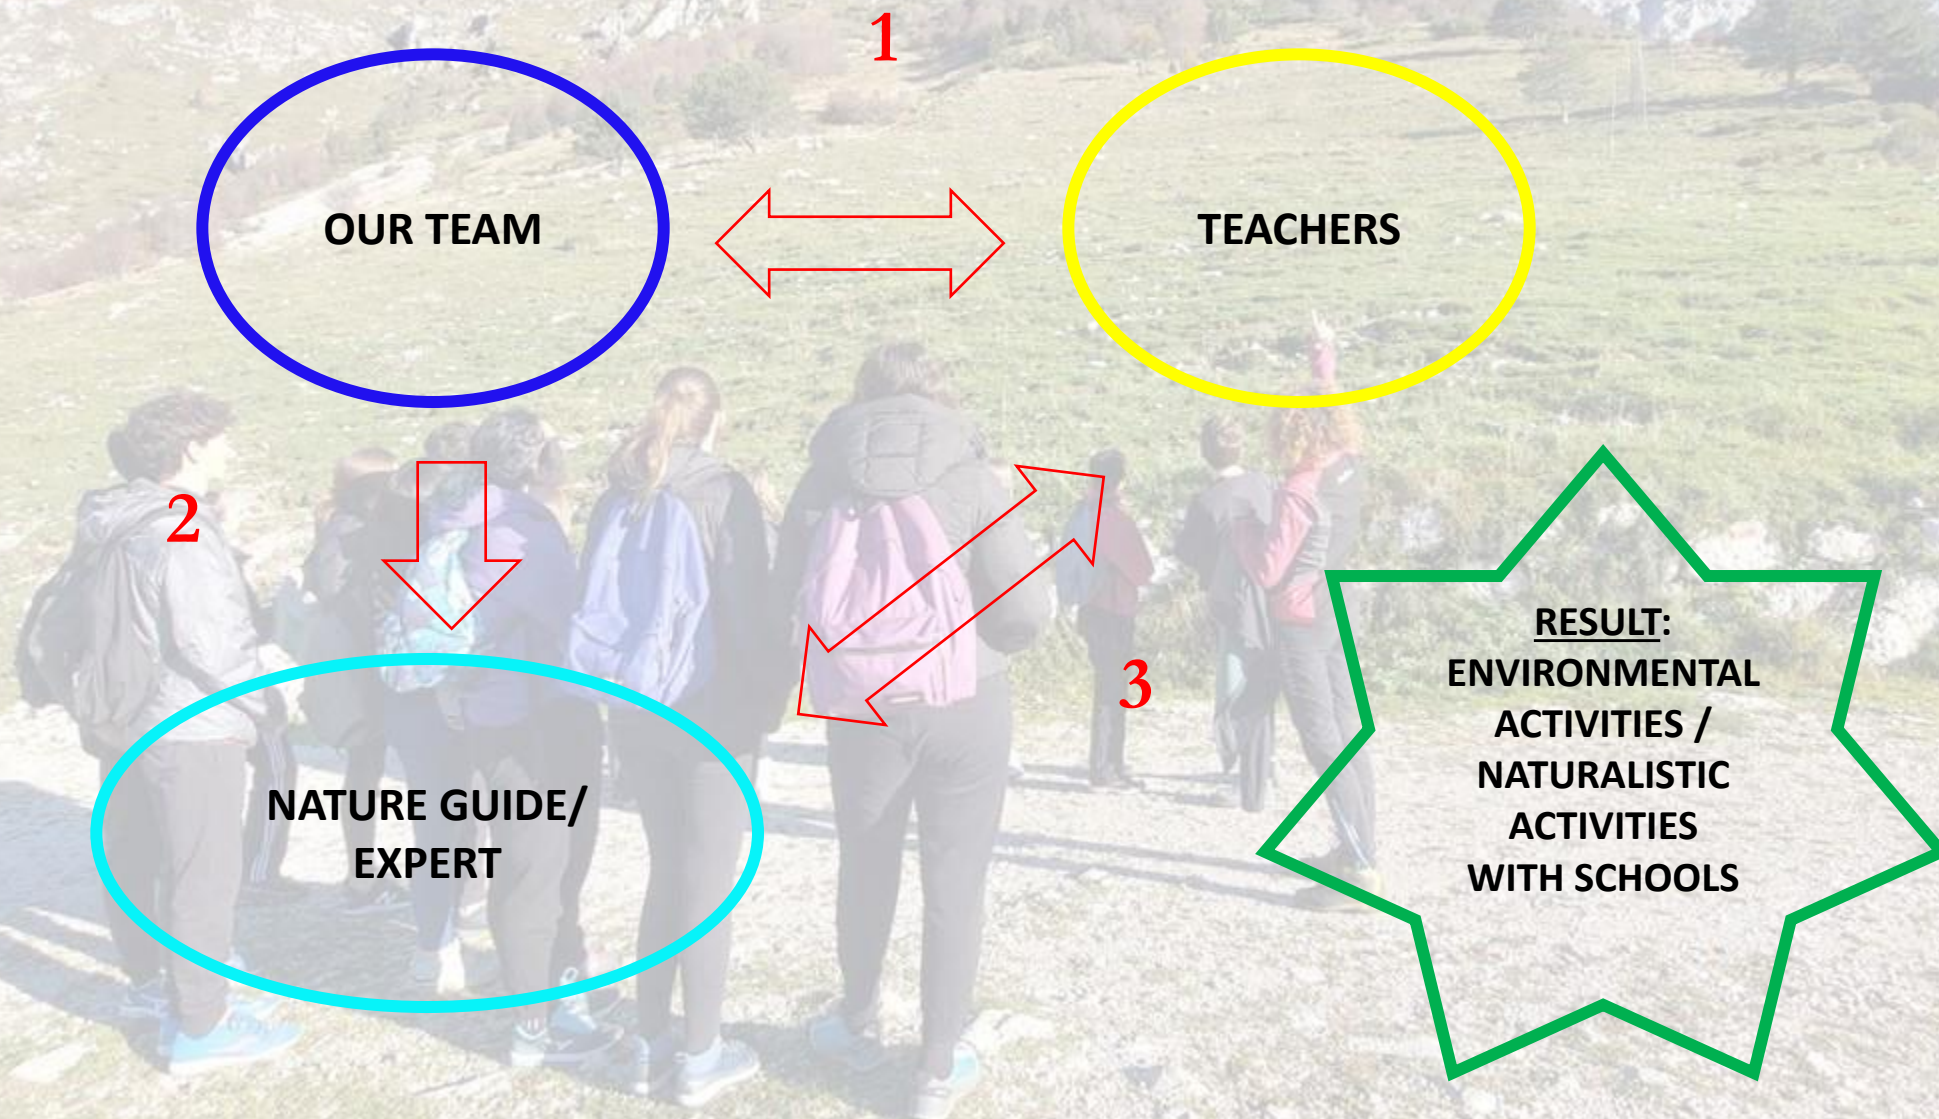 1
OUR TEAM
TEACHERS
2
3
RESULT:
ENVIRONMENTAL
ACTIVITIES /
NATURALISTIC
ACTIVITIES
WITH SCHOOLS
NATURE GUIDE/
EXPERT